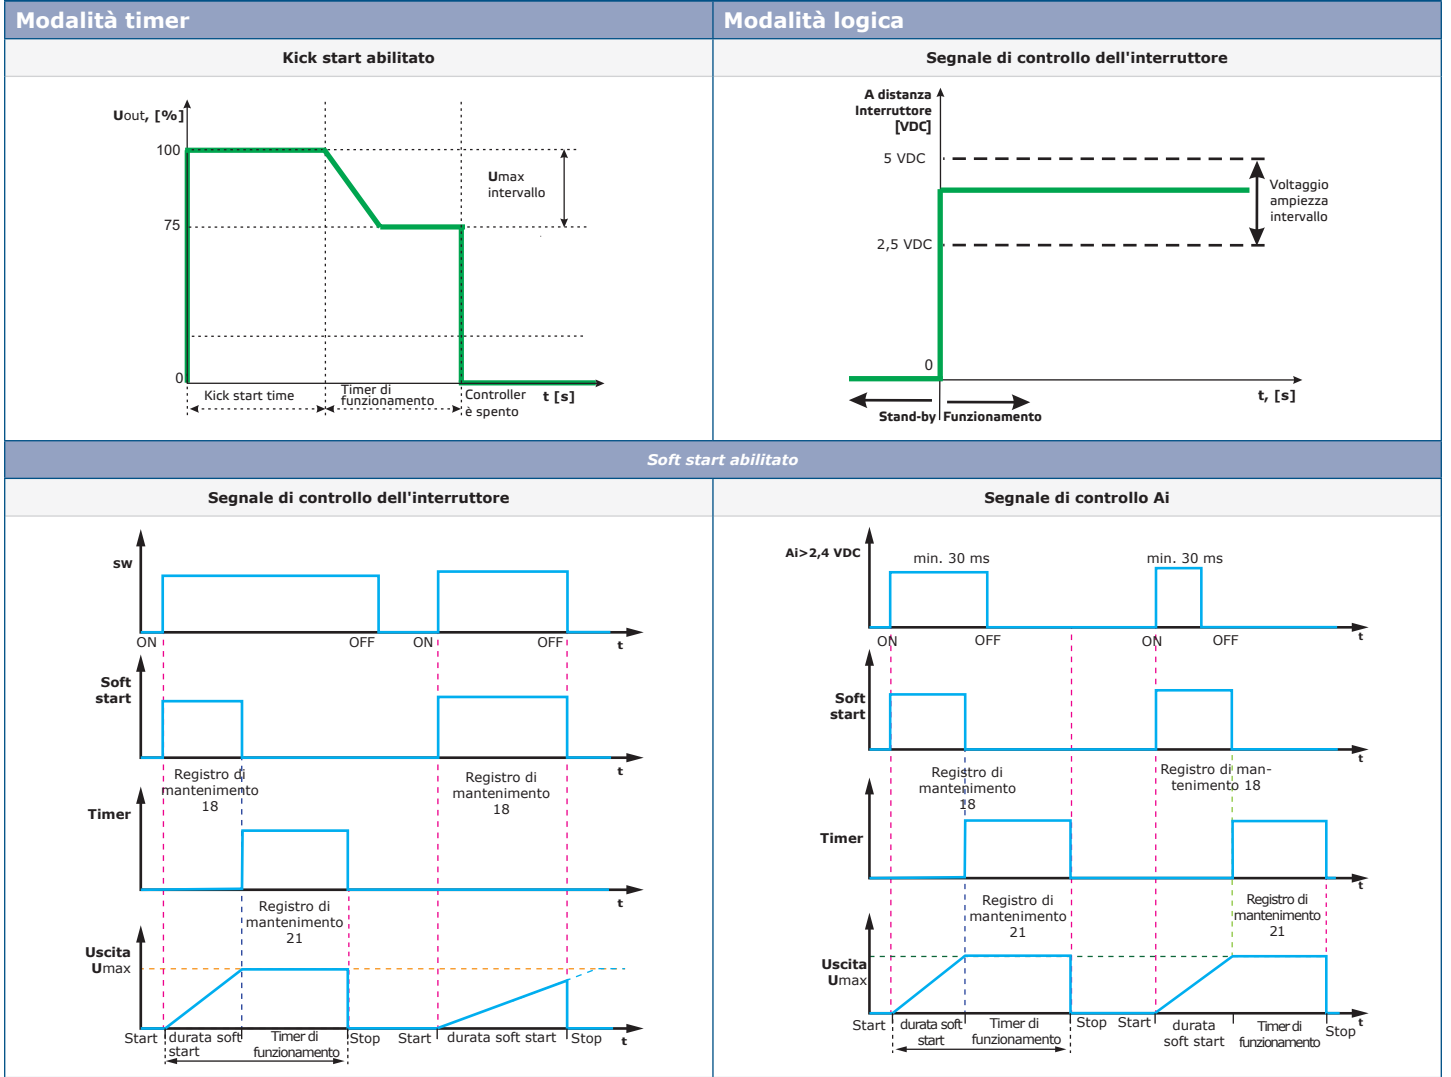 Modalità timer
Modalità logica
Kick start abilitato
Segnale di controllo dell'interruttore
Uout, [%]
100
75
0
Umax
intervallo
Kick start time
Timer di
funzionamento
Controller
è spento
t [s]
A distanza
Interruttore
[VDC]
5 VDC
2,5 VDC
0
Voltaggio
ampiezza
intervallo
t, [s]
Stand-by
Funzionamento
Soft start abilitato
Segnale di controllo dell'interruttore
Segnale di controllo Ai
sw
ON
OFF
ON
OFF
t
Soft
start
t
Registro di
mantenimento
18
Registro di
mantenimento
18
Timer
t
Registro di
mantenimento
21
Uscita
Umax
Start
durata soft
start
Timer di
funzionamento
Stop
Start
durata soft start
Stop
t
Ai>2,4 VDC
min. 30 ms
min. 30 ms
ON
OFF
ON
OFF
t
Soft
start
t
Registro di
mantenimento
18
Registro di man-
tenimento 18
Timer
t
Registro di
mantenimento
21
Registro di
mantenimento
21
Uscita
Umax
Start
durata soft
start
Timer di
funzionamento
Stop
Start
durata
soft start
Timer di
funzionamento
Stop
t